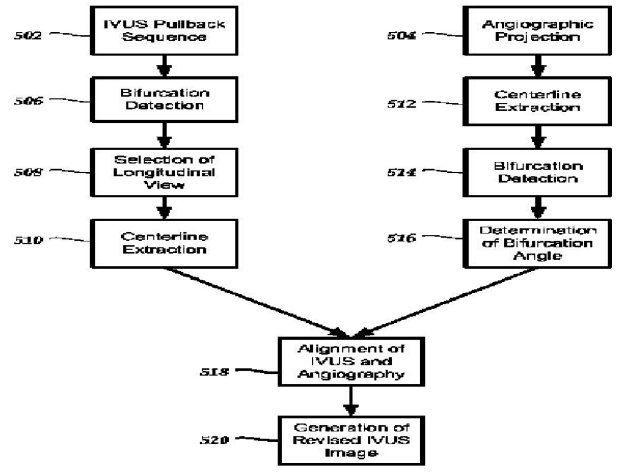 502
IVUS Pullback
Sequence
504
Angiographic
Projection
506
Bifurcation
Detection
512
Centerline
Extraction
508
Selection of
Longitudinal
View
514
Bifurcation
Detection
510
Centerline
Extraction
516
Determination
of Bifurcation
Angle
518
Alignment of
IVUS and
Angiography
520
Generation of
Revised IVUS
Image